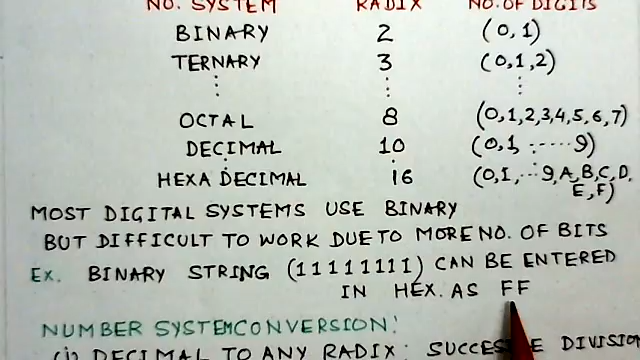 NO. SYSTEM RADIX NO. OF DIGITS
BINARY 2 (0,1)
TERNARY 3 (0,1,2)
OCTAL 8 (0,1,2,3,4,5,6,7)
DECIMAL 10 (0,1, ..... 9)
HEXA DECIMAL 16 (0,1, ... 9,A,B,C,D,
E,F)
MOST DIGITAL SYSTEMS USE BINARY
BUT DIFFICULT TO WORK DUE TO MORE NO. OF BITS
EX. BINARY STRING (11111111) CAN BE ENTERED
IN HEX. AS FF
NUMBER SYSTEM CONVERSION:
(i) DECIMAL TO ANY RADIX: DIVISION